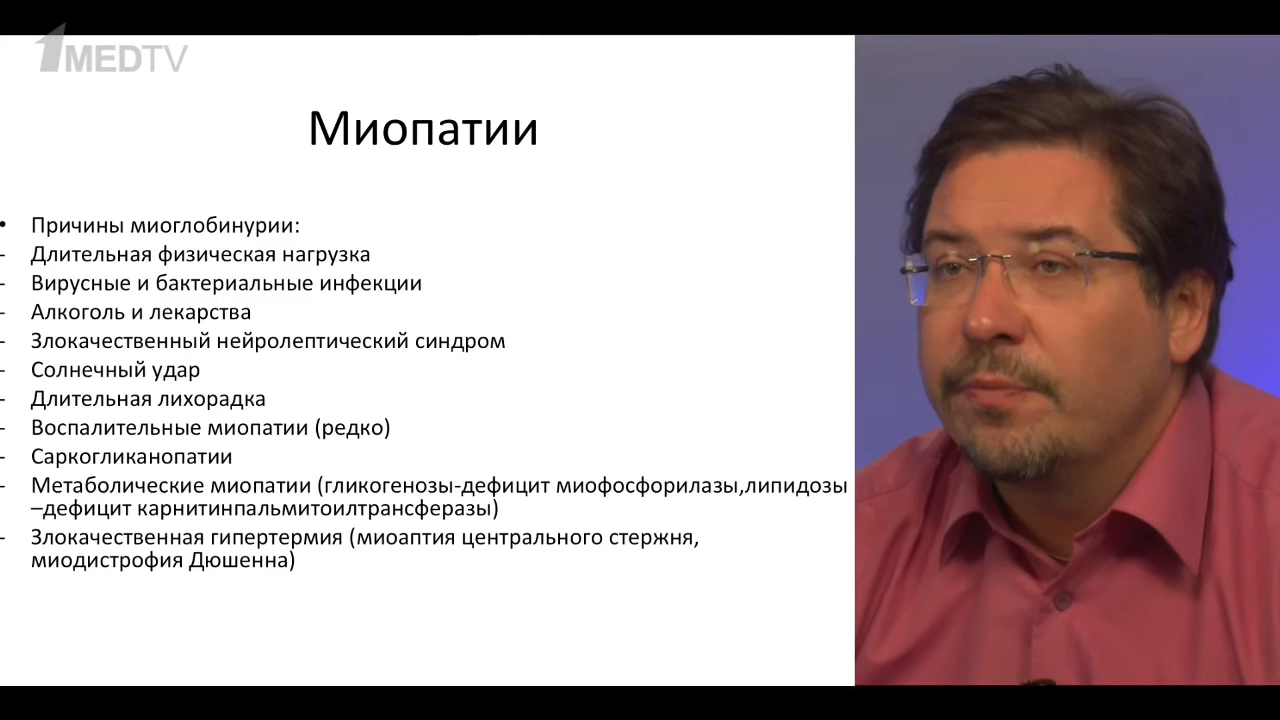 1MEDTV
Миопатии
• Причины миоглобинурии:
- Длительная физическая нагрузка
- Вирусные и бактериальные инфекции
- Алкоголь и лекарства
- Злокачественный нейролептический синдром
- Солнечный удар
- Длительная лихорадка
- Воспалительные миопатии (редко)
- Саркогликанопатии
- Метаболические миопатии (гликогенозы-дефицит миофосфорилазы,липидозы
–дефицит карнитинпальмитоилтрансферазы)
- Злокачественная гипертермия (миоаптия центрального стержня,
миодистрофия Дюшенна)